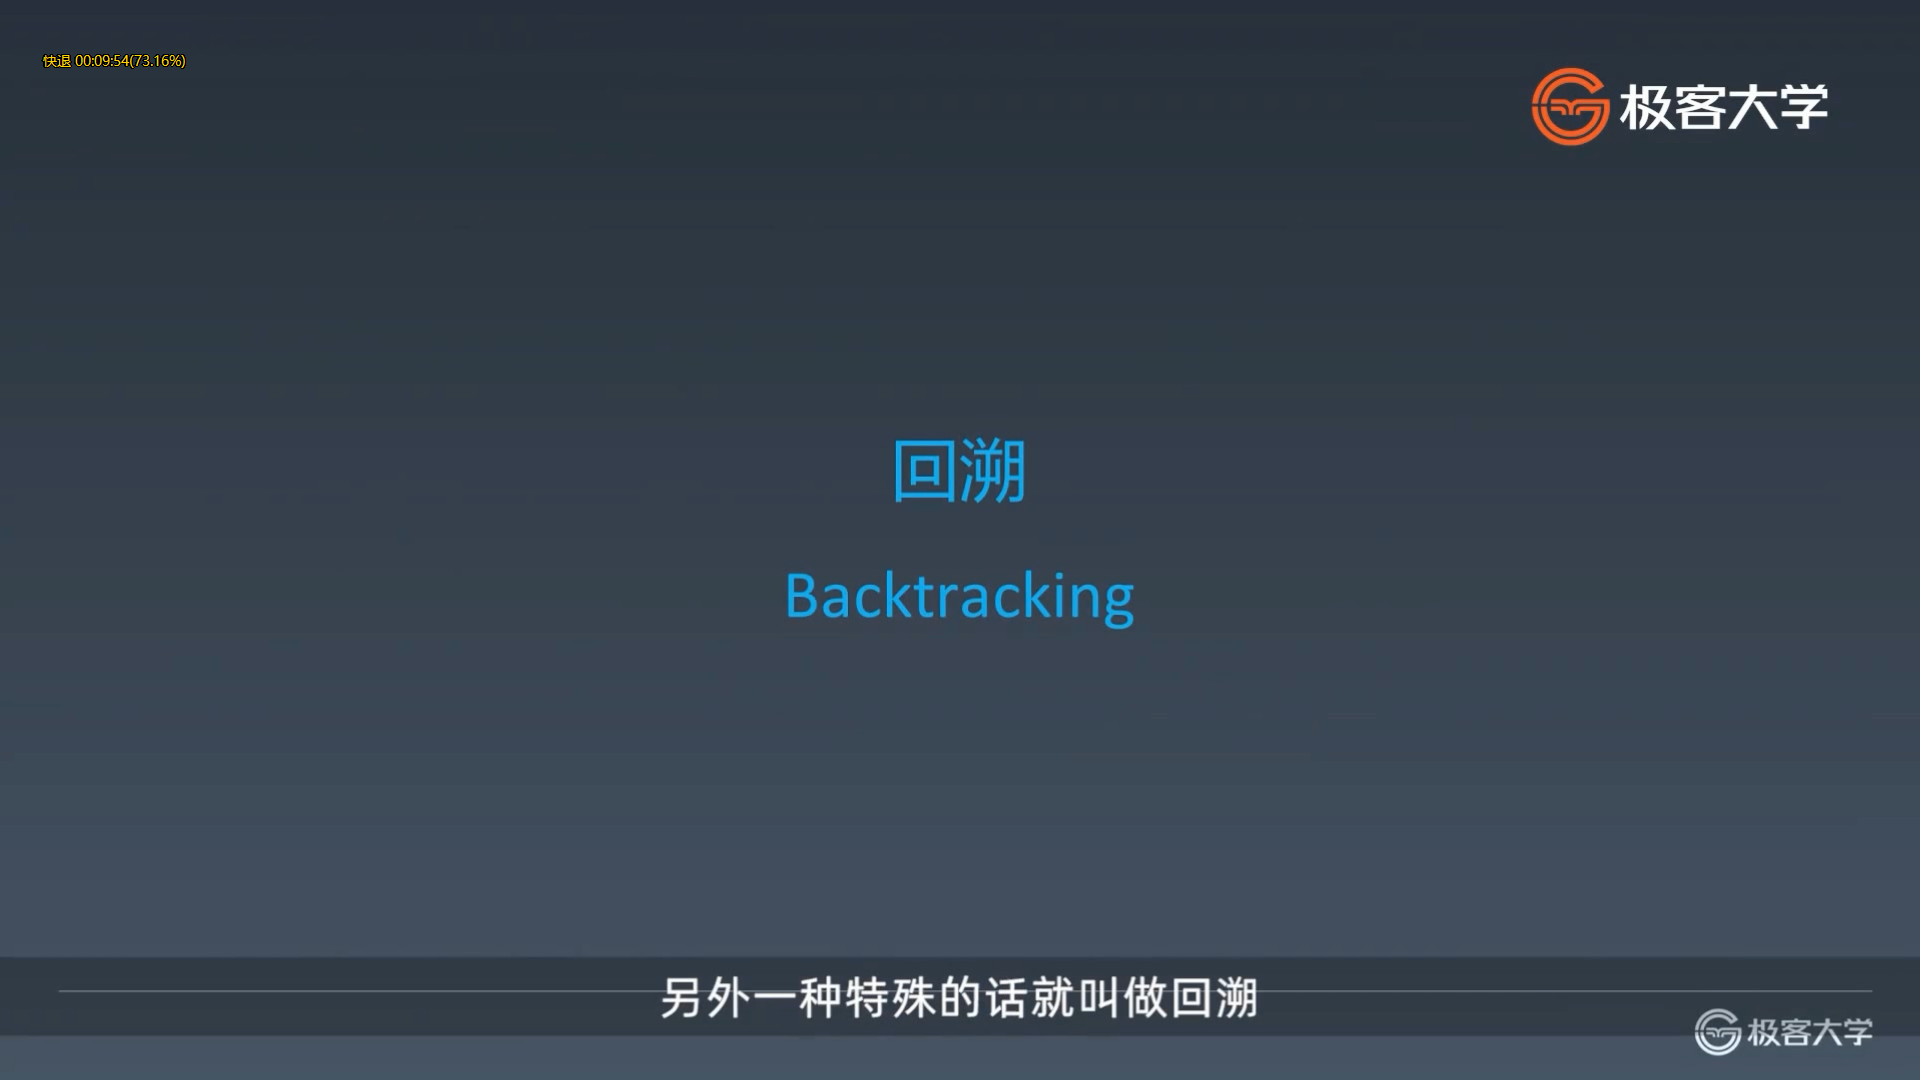 快退 00:09:54(73.16%)
极客大学
回溯
Backtracking
另外一种特殊的话就叫做回溯
极客大学